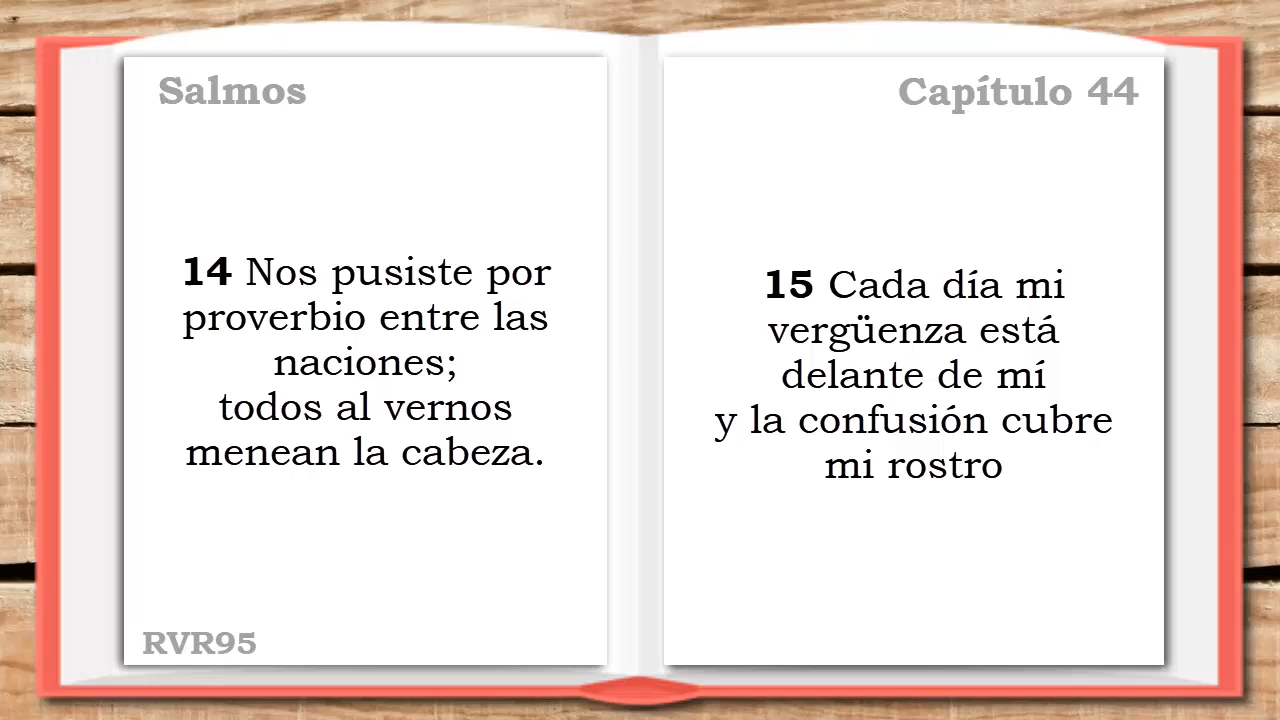 Salmos
14 Nos pusiste por
proverbio entre las
naciones;
todos al vernos
menean la cabeza.
RVR95
Capítulo 44
15 Cada día mi
vergüenza está
delante de mí
y la confusión cubre
mi rostro